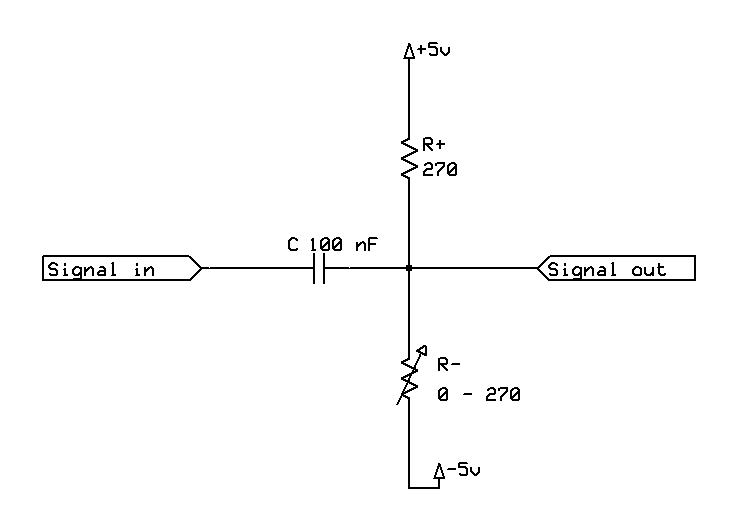 +5v
R+
270
C 100 nF
Signal in
Signal out
R-
0 - 270
-5v